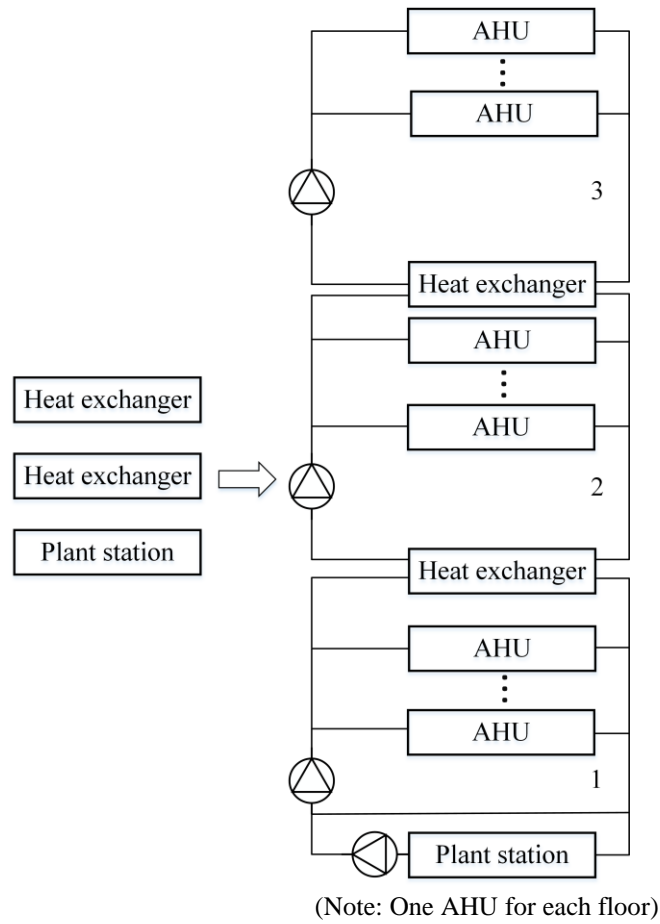 AHU
AHU
3
Heat exchanger
AHU
Heat exchanger
AHU
Heat exchanger
2
Plant station
Heat exchanger
AHU
AHU
1
Plant station
(Note: One AHU for each floor)